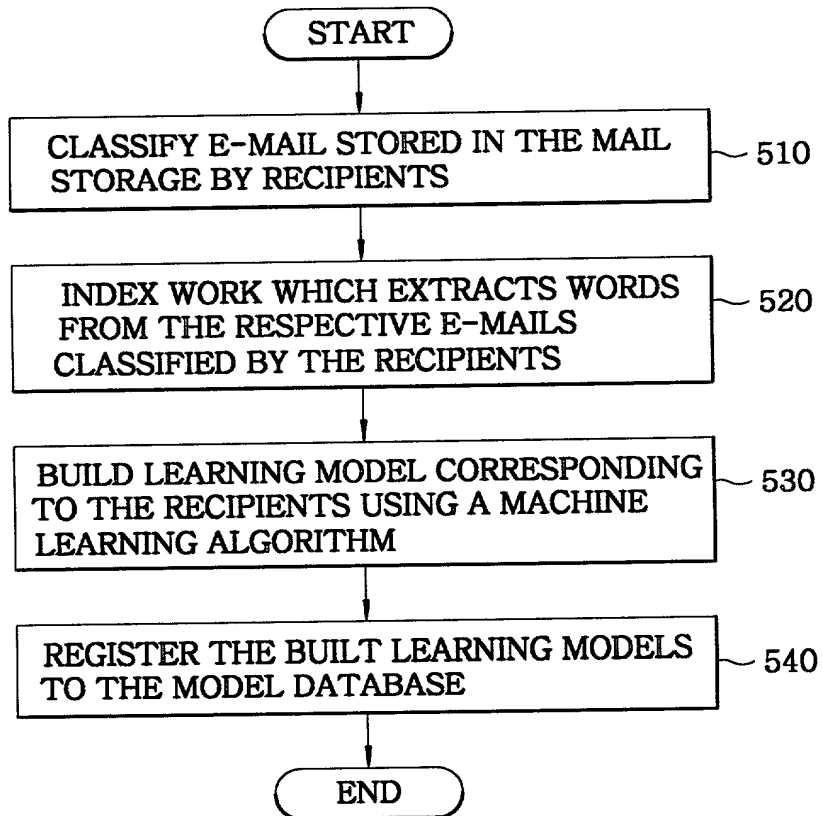 START
CLASSIFY E-MAIL STORED IN THE MAIL
STORAGE BY RECIPIENTS
510
INDEX WORK WHICH EXTRACTS WORDS
FROM THE RESPECTIVE E-MAILS
CLASSIFIED BY THE RECIPIENTS
520
BUILD LEARNING MODEL CORRESPONDING
TO THE RECIPIENTS USING A MACHINE
LEARNING ALGORITHM
530
REGISTER THE BUILT LEARNING MODELS
TO THE MODEL DATABASE
540
END